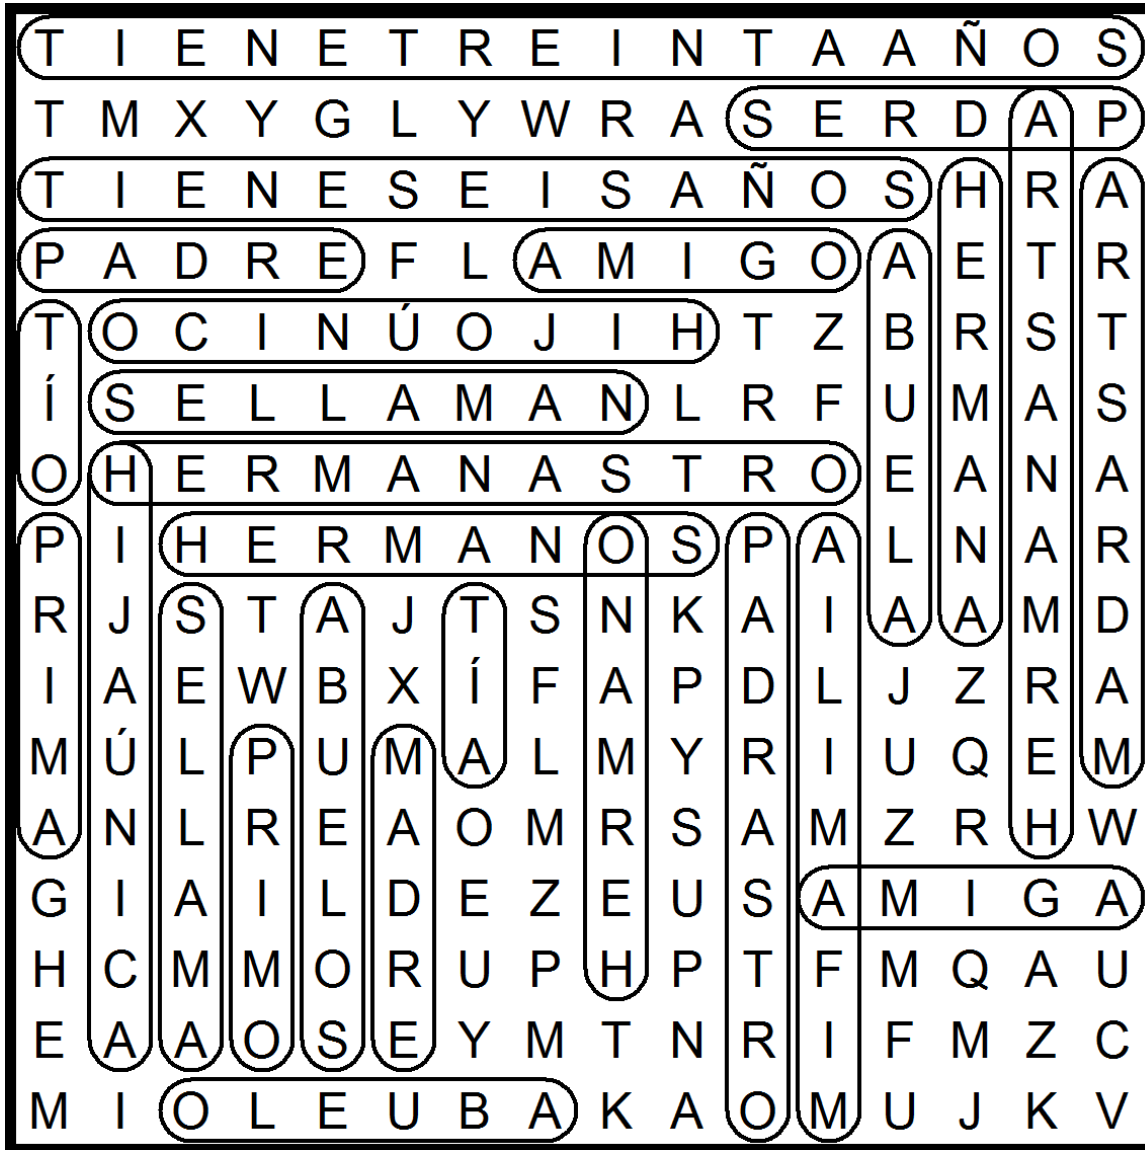 T I E N E T R E I N T A A Ñ O S
T M X Y G L Y W R A S E R D A P
T I E N E S E I S A Ñ O S H R A
P A D R E F L A M I G O A E T R
T O C I N Ú O J I H T Z B R S T
Í S E L L A M A N L R F U M A S
O H E R M A N A S T R O E A N A
P I H E R M A N O S P A L N A R
R J S T A J T S N K A I A A M D
I A E W B X Í F A P D L J Z R A
M Ú L P U M A L M Y R I U Q E M
A N L R E A O M R S A M Z R H W
G I A I L D E Z E U S A M I G A
H C M M O R U P H P T F M Q A U
E A A O S E Y M T N R I F M Z C
M I O L E U B A K A O M U J K V